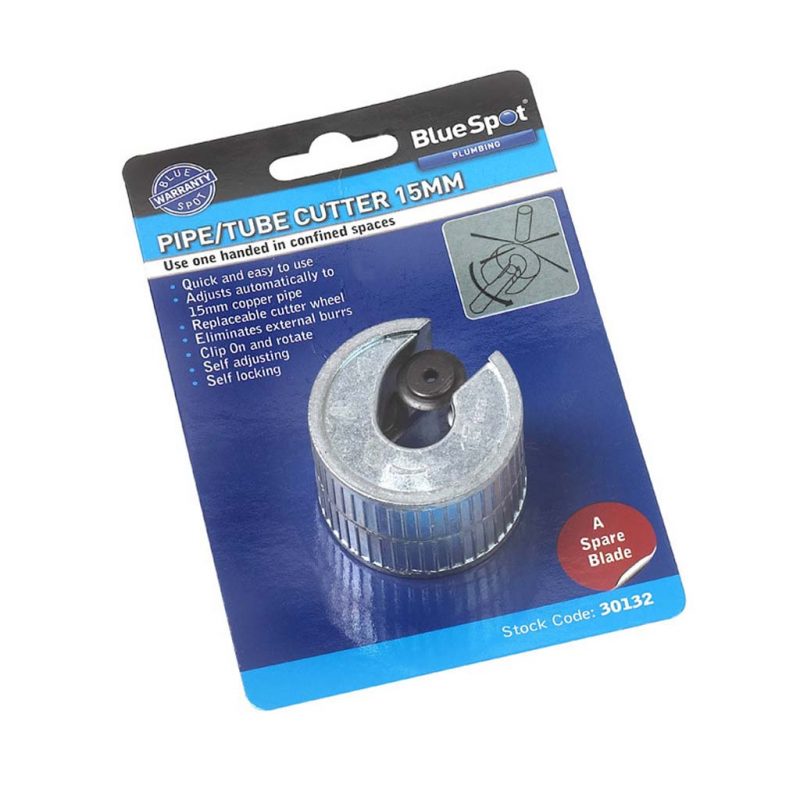 BlueSpot®
PLUMBING
BLUE
WARRANTY
SPOT
PIPE/TUBE CUTTER 15MM
Use one handed in confined spaces
• Quick and easy to use
• Adjusts automatically to
15mm copper pipe
• Replaceable cutter wheel
• Eliminates external burrs
• Clip On and rotate
• Self adjusting
• Self locking
A
Spare
Blade
Stock Code: 30132